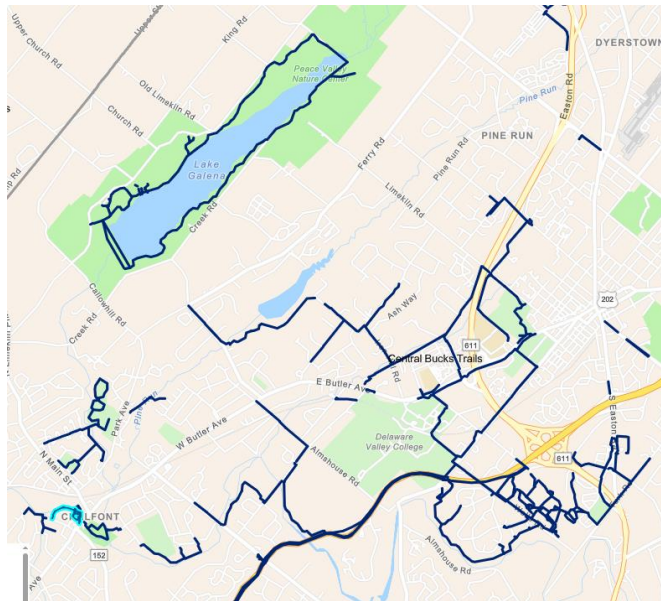 Upper Church Rd
King Rd
DYERSTOWN
Peace Valley
Nature Center
Old Limekiln Rd
Easton Rd
Pine Run
Church Rd
PINE RUN
Pine Run Rd
Ferry Rd
Lake
Galena
Limekiln Rd
Creek Rd
Callowhill Rd
Creek Rd
Ash Way
202
611
Central Bucks Trails
E Butler Ave
Park Ave
W Butler Ave
S Easton
Delaware
Valley College
Almshouse Rd
N Main St
611
CHALFONT
152
Almshouse Rd
Ave